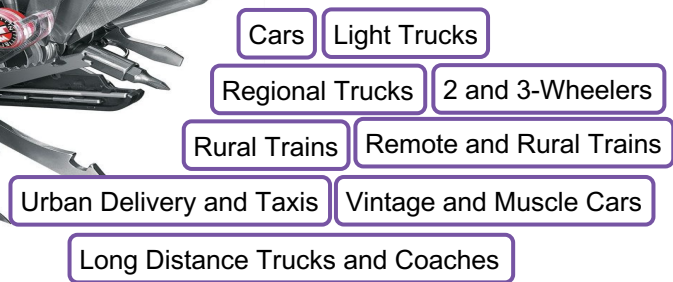 Cars Light Trucks
Regional Trucks 2 and 3-Wheelers
Rural Trains Remote and Rural Trains
Urban Delivery and Taxis Vintage and Muscle Cars
Long Distance Trucks and Coaches